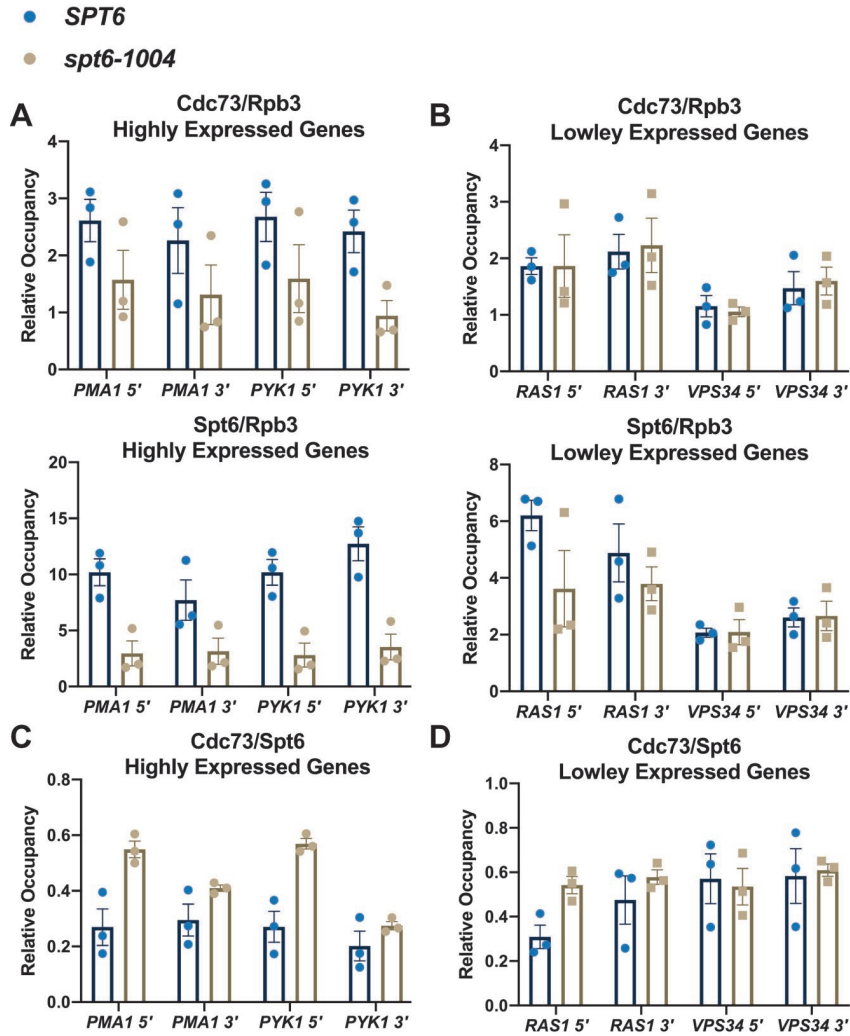 SPT6
spt6-1004
A
Cdc73/Rpb3
Highly Expressed Genes
Relative Occupancy
4
3
2
1
0
PMA1 5' PMA1 3' PYK1 5' PYK1 3'
Spt6/Rpb3
Highly Expressed Genes
Relative Occupancy
20
15
10
5
0
PMA1 5' PMA1 3' PYK1 5' PYK1 3'
B
Cdc73/Rpb3
Lowley Expressed Genes
Relative Occupancy
4
3
2
1
0
RAS1 5' RAS1 3' VPS34 5' VPS34 3'
Spt6/Rpb3
Lowley Expressed Genes
Relative Occupancy
8
6
4
2
0
RAS1 5' RAS1 3' VPS34 5' VPS34 3'
C
Cdc73/Spt6
Highly Expressed Genes
Relative Occupancy
0.8
0.6
0.4
0.2
0.0
PMA1 5' PMA1 3' PYK1 5' PYK1 3'
D
Cdc73/Spt6
Lowley Expressed Genes
Relative Occupancy
1.0
0.8
0.6
0.4
0.2
0.0
RAS1 5' RAS1 3' VPS34 5' VPS34 3'